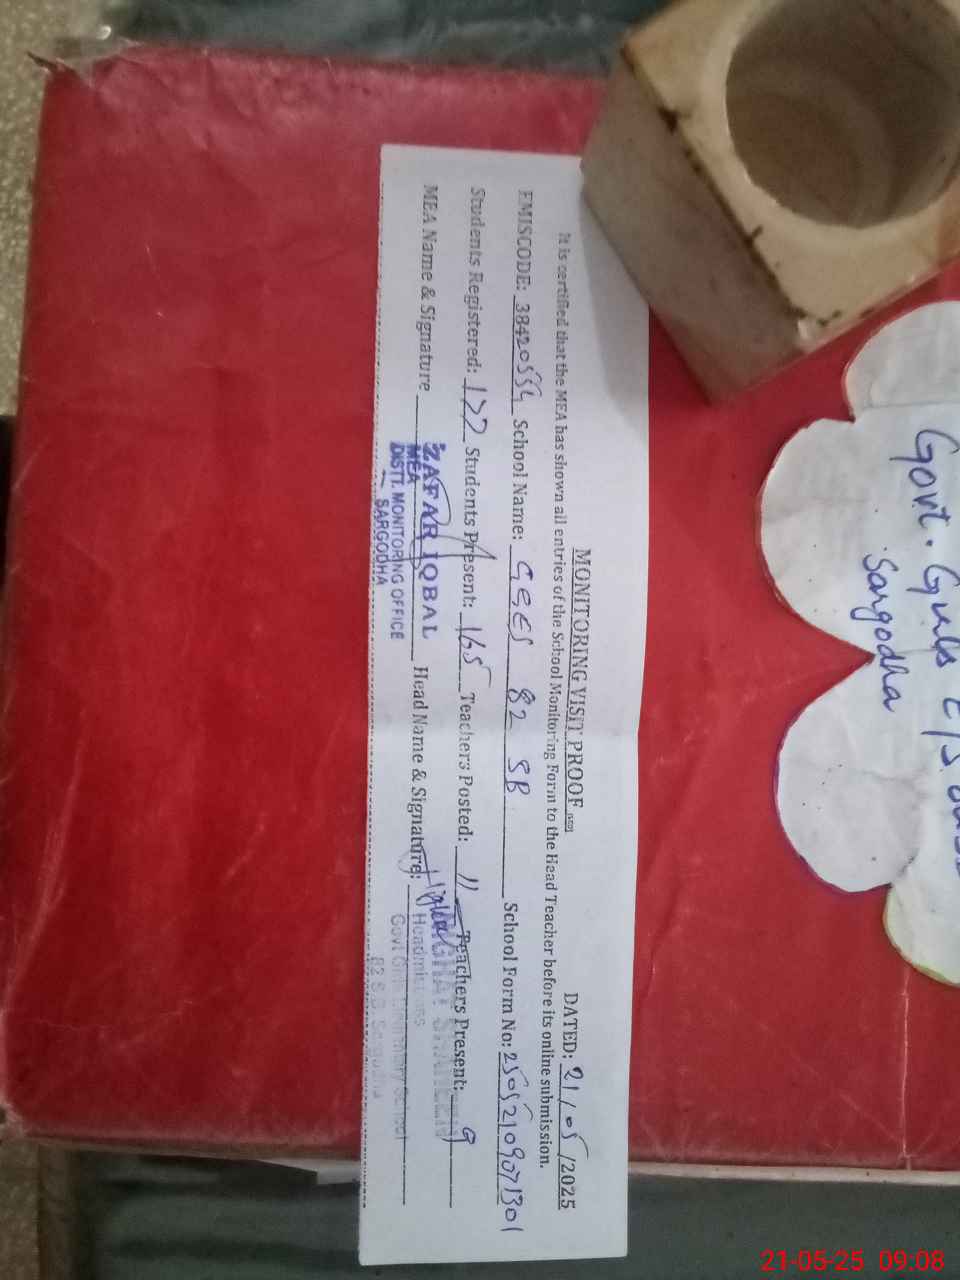 MONITORING VISIT PROOF
DATED: 21/05/2025
It is certified that the MEA has shown all entries of the School Monitoring Form to the Head Teacher before its online submission.
EMISCODE: 38420554 School Name: GGES 82 SB School Form No: 25052109071301
Students Registered: 177 Students Present: 165 Teachers Posted: 11 Teachers Present: 9
MEA Name & Signature Head Name & Signature:
ZAFAR IQBAL
MEA
DISTT. MONITORING OFFICE
SARGODHA
Headmistress
Govt Girls Elementary School
82 S.B. Sargodha
Govt. Girls E/S
Sargodha
21-05-25 09:08